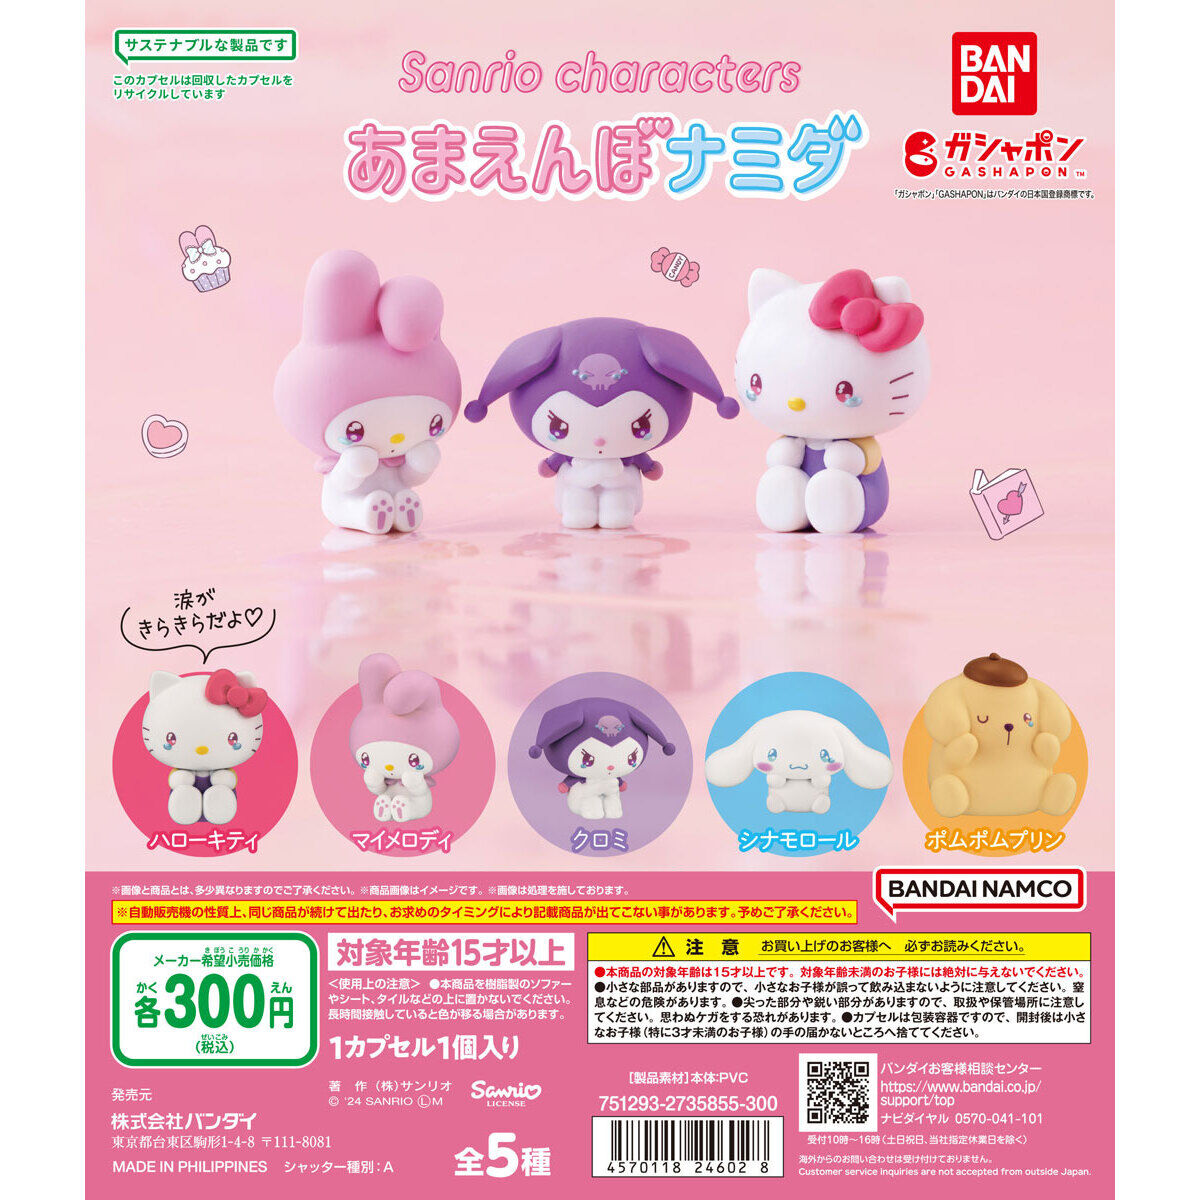 サステナブルな製品です
このカプセルは回収したカプセルを
リサイクルしています
Sanrio characters
あまえんぼナミダ
BAN
DAI
ガシャポン
GASHAPON™
「ガシャポン」「GASHAPON」はバンダイの日本国登録商標です。
CANDY
涙が
きらきらだよ♡
ハローキティ
マイメロディ
クロミ
シナモロール
ポムポムプリン
※画像と商品とは、多少異なりますのでご了承ください。※商品画像はイメージです。※画像は処理を施しております。
BANDAI NAMCO
※自動販売機の性質上、同じ商品が続けて出たり、お求めのタイミングにより記載商品が出てこない事があります。予めご了承ください。
きぼうこうりかかく
メーカー希望小売価格
かく えん
各300円
ぜいこみ
(税込)
対象年齢15才以上
<使用上の注意> ●本商品を樹脂製のソファー
やシート、タイルなどの上に置かないでください。
長時間接触していると色が移る場合があります。
1カプセル1個入り
注意 お買い上げのお客様へ 必ずお読みください。
●本商品の対象年齢は15才以上です。対象年齢未満のお子様には絶対に与えないでください。
●小さな部品がありますので、小さなお子様が誤って飲み込まないように注意してください。窒
息などの危険があります。●尖った部分や鋭い部分がありますので、取扱や保管場所に注意し
てください。思わぬケガをする恐れがあります。●カプセルは包装容器ですので、開封後は小さ
なお子様(特に3才未満のお子様)の手の届かないところへ捨ててください。
発売元
株式会社バンダイ
東京都台東区駒形1-4-8 〒111-8081
MADE IN PHILIPPINES シャッター種別:A
著 作 (株)サンリオ
© '24 SANRIO ⓁM
Sanrio
LICENSE
全5種
[製品素材]本体:PVC
751293-2735855-300
4570118 246028
バンダイお客様相談センター
https://www.bandai.co.jp/
support/top
ナビダイヤル 0570-041-101
受付10時~16時(土日祝日、当社指定休業日を除く)
海外からのお問い合わせは受け付けておりません。
Customer service inquiries are not accepted from outside Japan.